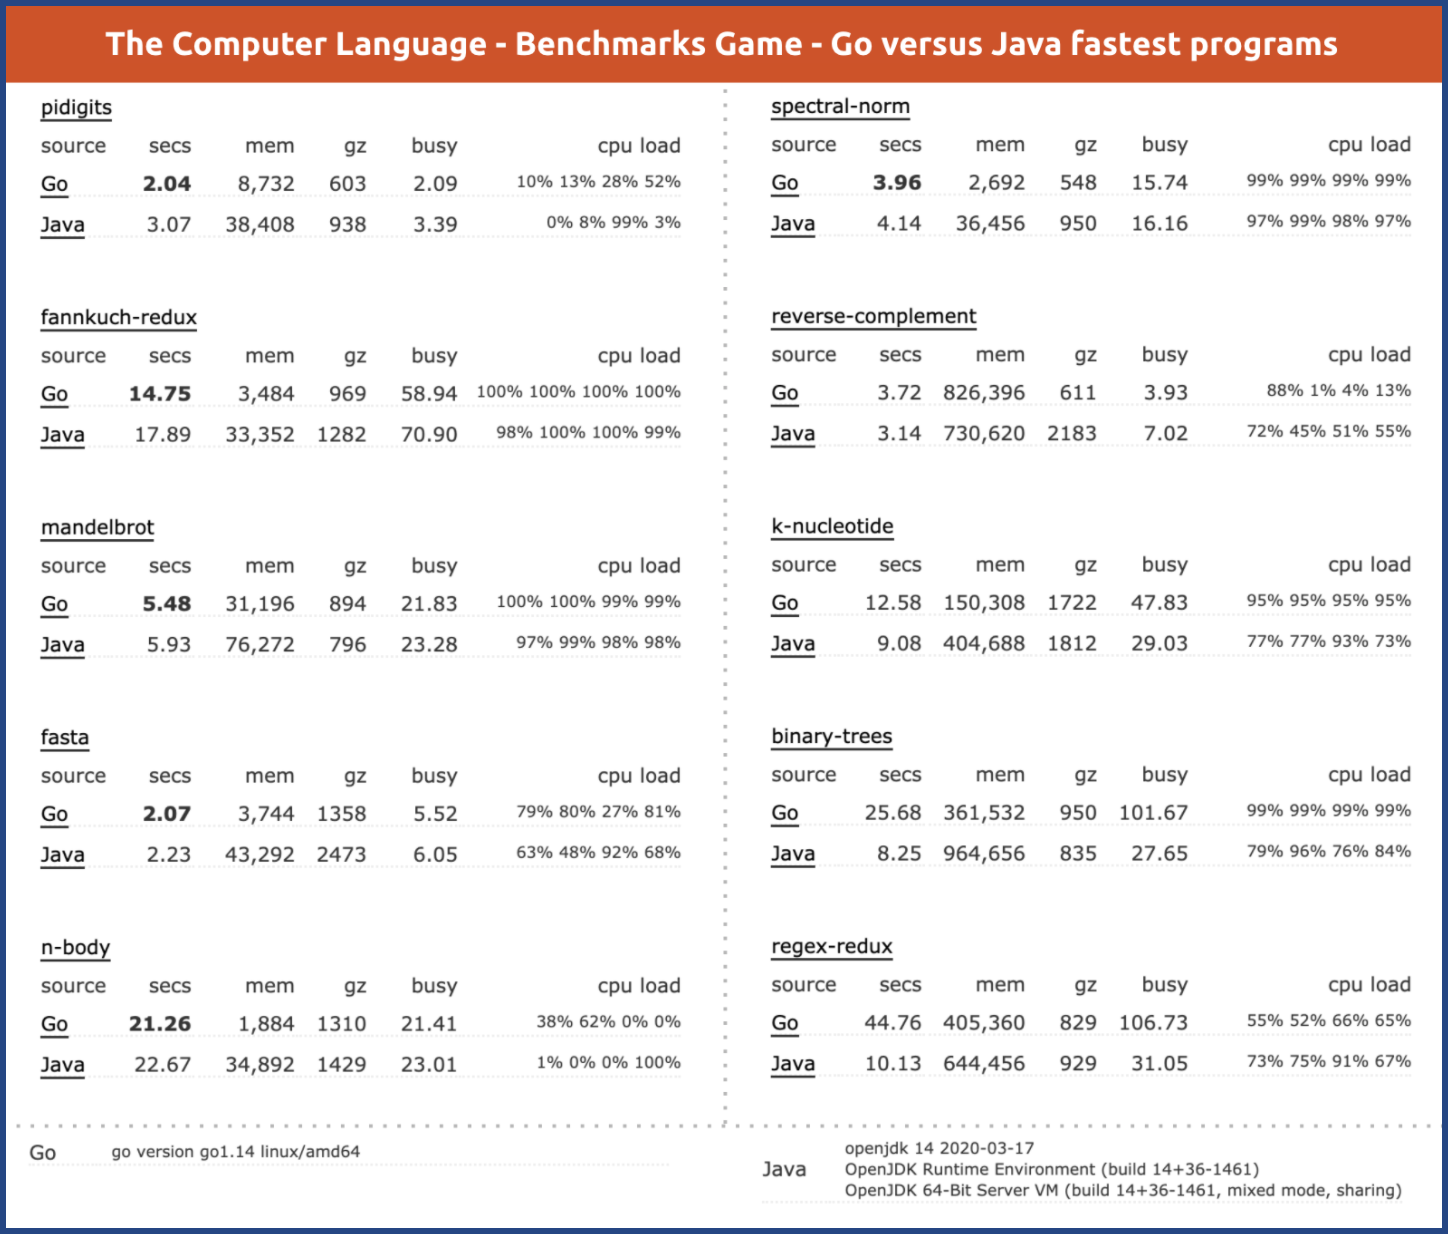 The Computer Language - Benchmarks Game - Go versus Java fastest programs
pidigits
source secs mem gz busy cpu load
Go 2.04 8,732 603 2.09 10% 13% 28% 52%
Java 3.07 38,408 938 3.39 0% 8% 99% 3%
fannkuch-redux
source secs mem gz busy cpu load
Go 14.75 3,484 969 58.94 100% 100% 100% 100%
Java 17.89 33,352 1282 70.90 98% 100% 100% 99%
mandelbrot
source secs mem gz busy cpu load
Go 5.48 31,196 894 21.83 100% 100% 99% 99%
Java 5.93 76,272 796 23.28 97% 99% 98% 98%
fasta
source secs mem gz busy cpu load
Go 2.07 3,744 1358 5.52 79% 80% 27% 81%
Java 2.23 43,292 2473 6.05 63% 48% 92% 68%
n-body
source secs mem gz busy cpu load
Go 21.26 1,884 1310 21.41 38% 62% 0% 0%
Java 22.67 34,892 1429 23.01 1% 0% 0% 100%
spectral-norm
source secs mem gz busy cpu load
Go 3.96 2,692 548 15.74 99% 99% 99% 99%
Java 4.14 36,456 950 16.16 97% 99% 98% 97%
reverse-complement
source secs mem gz busy cpu load
Go 3.72 826,396 611 3.93 88% 1% 4% 13%
Java 3.14 730,620 2183 7.02 72% 45% 51% 55%
k-nucleotide
source secs mem gz busy cpu load
Go 12.58 150,308 1722 47.83 95% 95% 95% 95%
Java 9.08 404,688 1812 29.03 77% 77% 93% 73%
binary-trees
source secs mem gz busy cpu load
Go 25.68 361,532 950 101.67 99% 99% 99% 99%
Java 8.25 964,656 835 27.65 79% 96% 76% 84%
regex-redux
source secs mem gz busy cpu load
Go 44.76 405,360 829 106.73 55% 52% 66% 65%
Java 10.13 644,456 929 31.05 73% 75% 91% 67%
Go go version go1.14 linux/amd64
openjdk 14 2020-03-17
Java OpenJDK Runtime Environment (build 14+36-1461)
OpenJDK 64-Bit Server VM (build 14+36-1461, mixed mode, sharing)